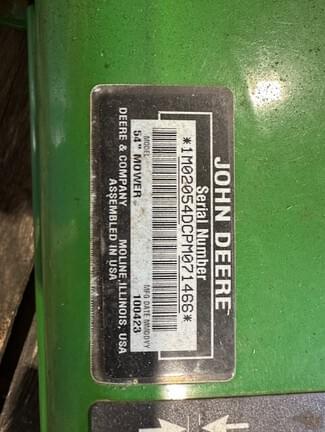 JOHN DEERE
Serial Number
*1M02054DCPM071466*
MODEL MFG DATE MMDDYY
54" MOWER 100423
DEERE & COMPANY MOLINE, ILLINOIS, USA
ASSEMBLED IN USA